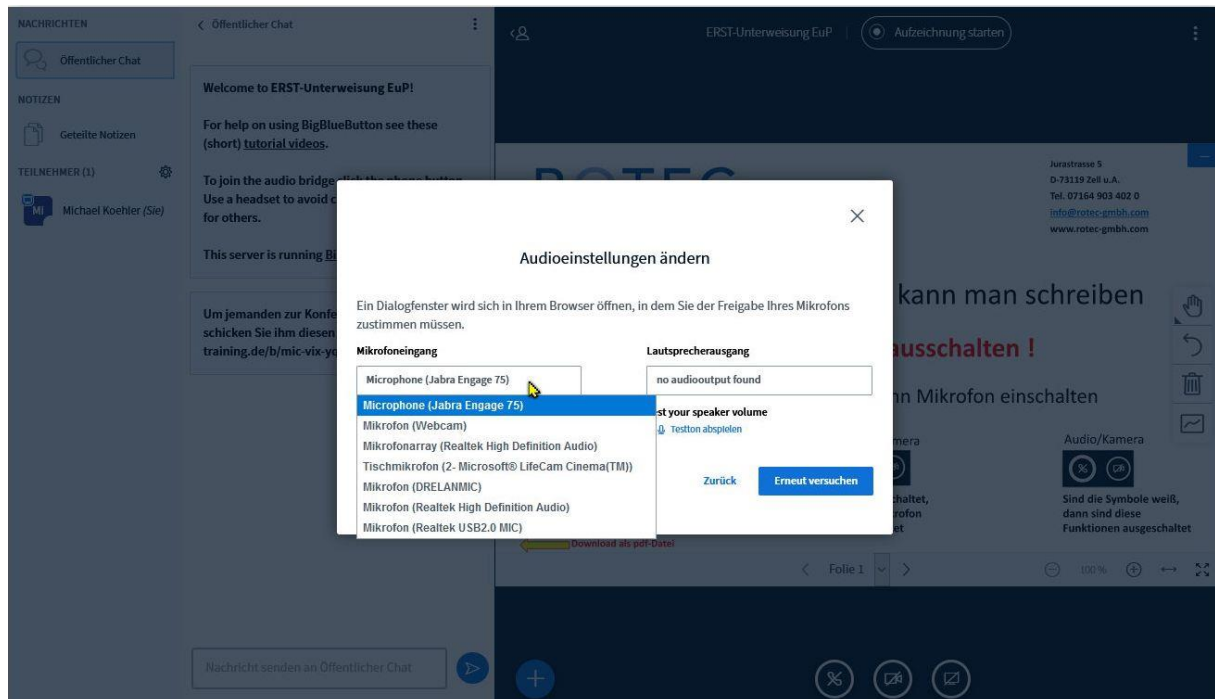 NACHRICHTEN
Öffentlicher Chat
NOTIZEN
Geteilte Notizen
TEILNEHMER (1)
Mi
Michael Koehler (Sie)
Öffentlicher Chat
Welcome to ERST-Unterweisung EuP!
For help on using BigBlueButton see these
(short) tutorial videos.
To join the audio bridge click the phone button.
Use a headset to avoid
for others.
This server is running
Um jemanden zur
schicken Sie ihm diesen
training.de/b/mic-vix-
Nachricht senden an Öffentlicher Chat
ERST-Unterweisung EuP
Aufzeichnung starten
Jurastrasse 5
D-73119 Zell u.A.
Tel. 07164 903 402 0
info@rotec-gmbh.com
www.rotec-gmbh.com
kann man schreiben
ausschalten !
Mikrofon einschalten
Audio/Kamera
Sind die Symbole weiß,
dann sind diese
Funktionen ausgeschaltet
Download als pdf-Datei
Folie 1
100 %
Audioeinstellungen ändern
Ein Dialogfenster wird sich in Ihrem Browser öffnen, in dem Sie der Freigabe Ihres Mikrofons
zustimmen müssen.
Mikrofoneingang
Microphone (Jabra Engage 75)
Microphone (Jabra Engage 75)
Mikrofon (Webcam)
Mikrofonarray (Realtek High Definition Audio)
Tischmikrofon (2- Microsoft® LifeCam Cinema(TM))
Mikrofon (DRELANMIC)
Mikrofon (Realtek High Definition Audio)
Mikrofon (Realtek USB2.0 MIC)
Lautsprecherausgang
no audiooutput found
your speaker volume
Testton abspielen
Zurück
Erneut versuchen